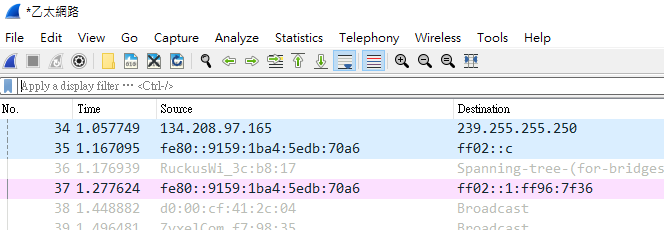 *乙太網路
File Edit View Go Capture Analyze Statistics Telephony Wireless Tools Help
Apply a display filter … <Ctrl-/>
No. Time Source Destination
34 1.057749 134.208.97.165 239.255.255.250
35 1.167095 fe80::9159:1ba4:5edb:70a6 ff02::c
36 1.176939 RuckusWi_3c:b8:17 Spanning-tree-(for-bridges
37 1.277624 fe80::9159:1ba4:5edb:70a6 ff02::1:ff96:7f36
38 1.448882 d0:00:cf:41:2c:04 Broadcast
39 1.496481 ZyxelCom_f7:98:35 Broadcast